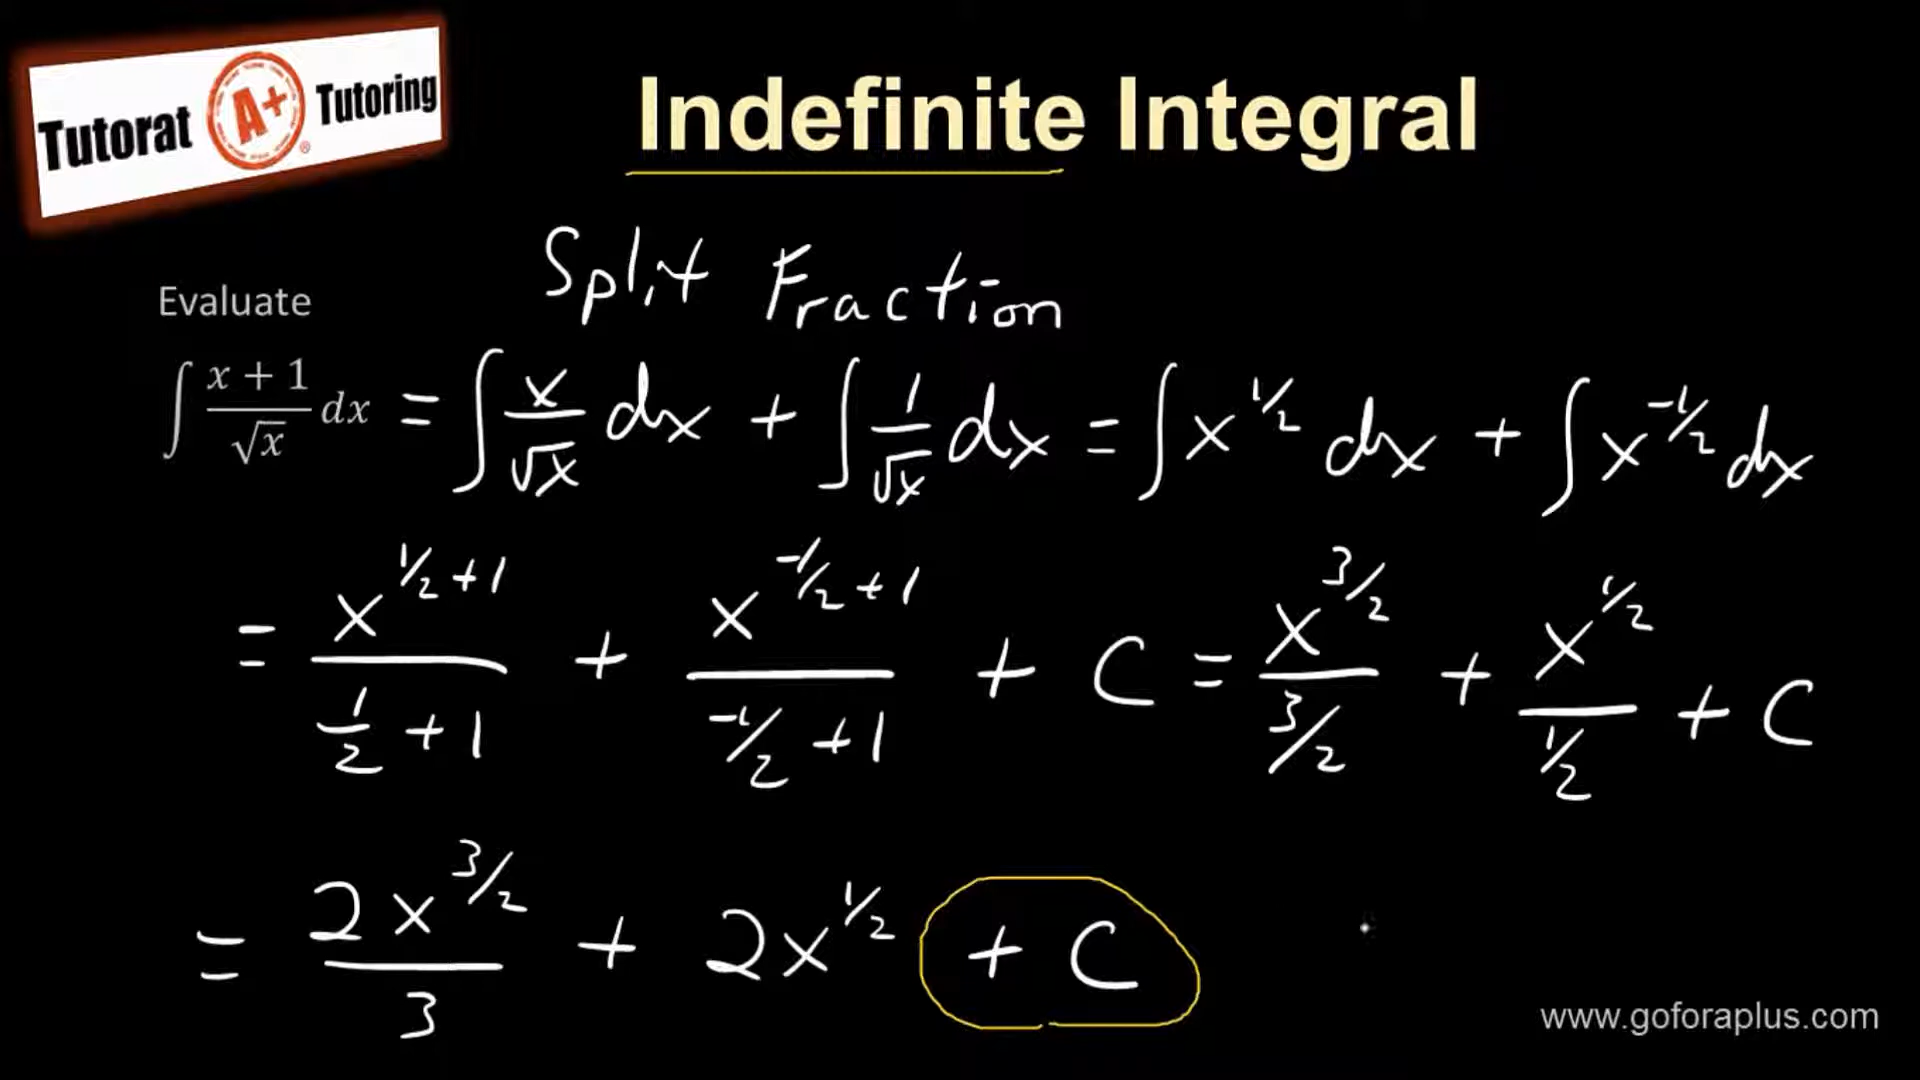 Tutorat A+ Tutoring ®
Indefinite Integral
Split Fraction
Evaluate
∫ (x + 1)/√x dx = ∫ x/√x dx + ∫ 1/√x dx = ∫ x^(1/2) dx + ∫ x^(-1/2) dx
= x^(1/2 + 1)/(1/2 + 1) + x^(-1/2 + 1)/(-1/2 + 1) + C = x^(3/2)/(3/2) + x^(1/2)/(1/2) + C
= 2x^(3/2)/3 + 2x^(1/2) + C
www.goforaplus.com